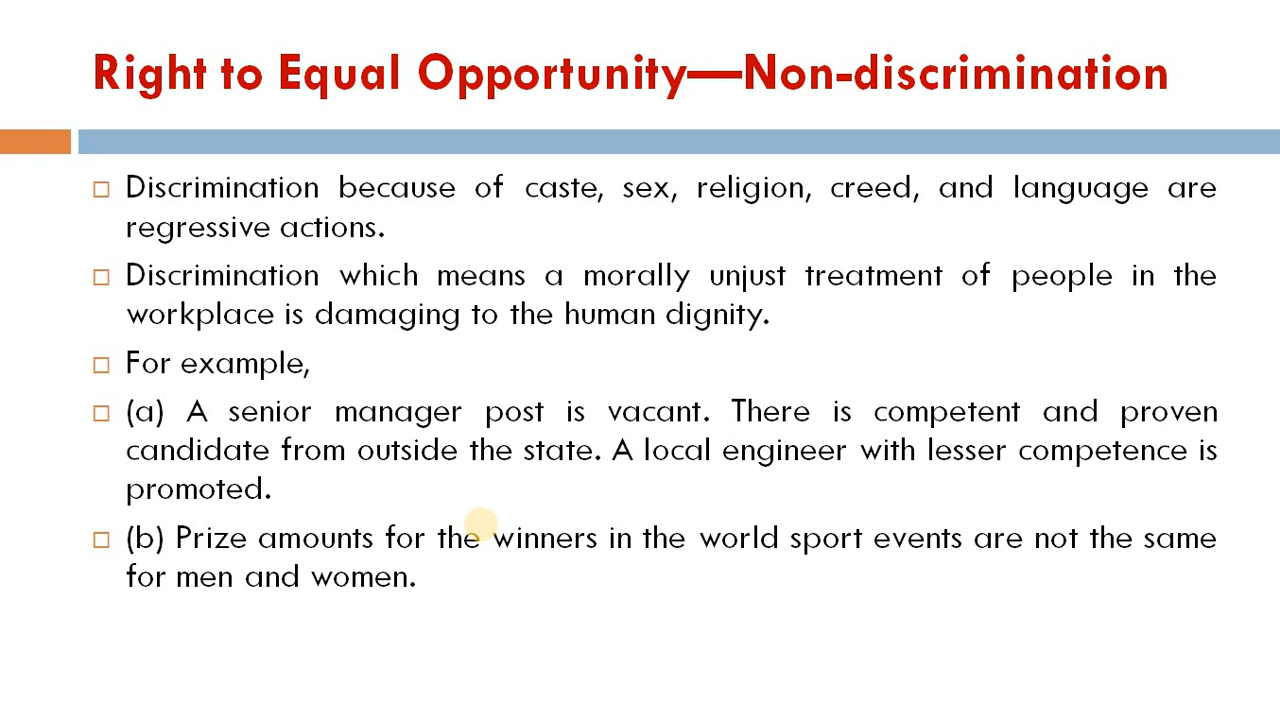 Right to Equal Opportunity—Non-discrimination
Discrimination because of caste, sex, religion, creed, and language are
regressive actions.
Discrimination which means a morally unjust treatment of people in the
workplace is damaging to the human dignity.
For example,
(a) A senior manager post is vacant. There is competent and proven
candidate from outside the state. A local engineer with lesser competence is
promoted.
(b) Prize amounts for the winners in the world sport events are not the same
for men and women.